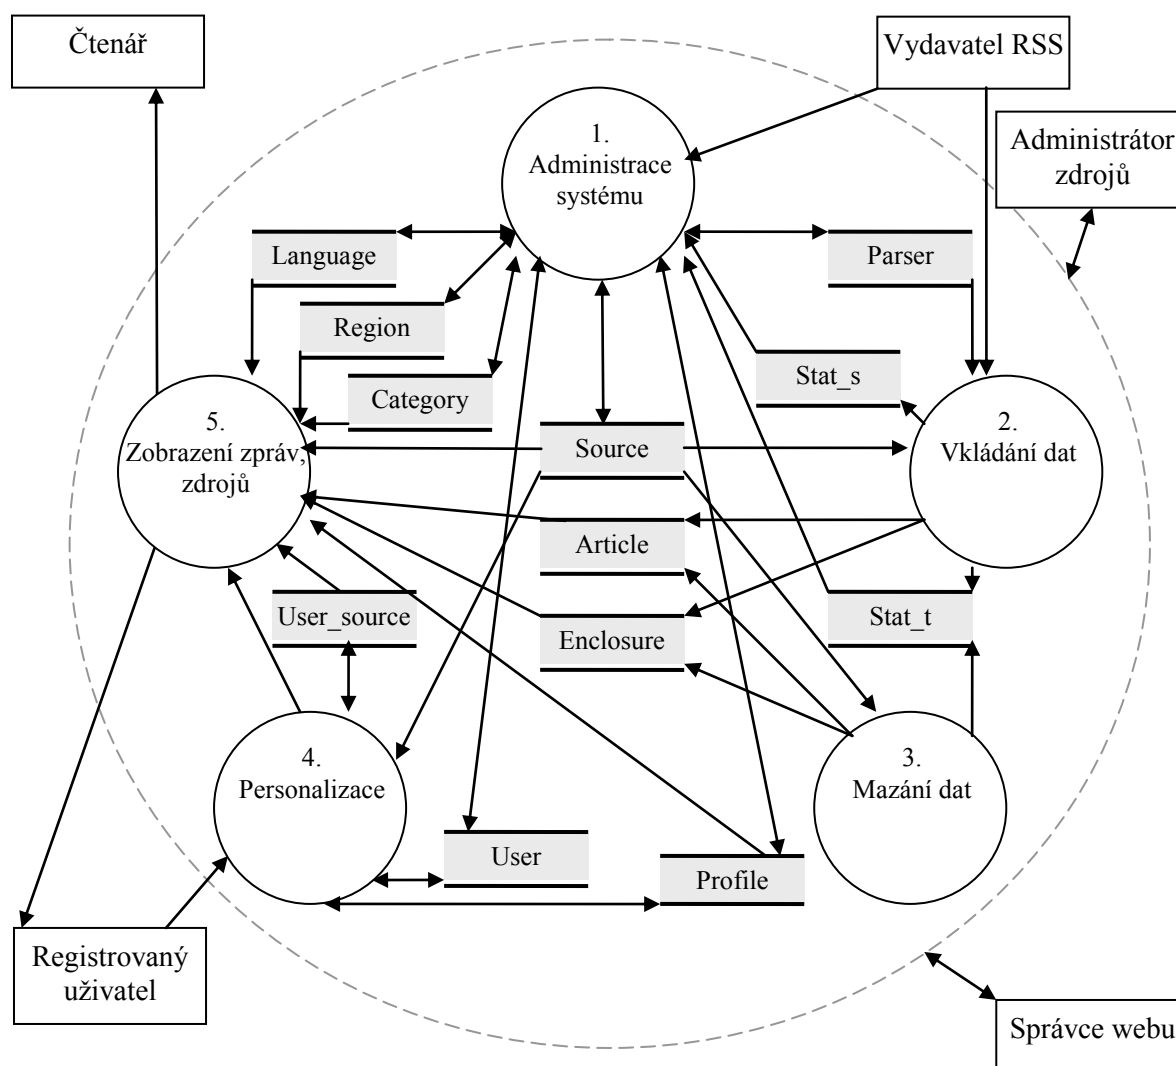 Čtenář
Vydavatel RSS
Administrátor
zdrojů
1.
Administrace
systému
Language
Parser
Region
Stat_s
Category
5.
Zobrazení zpráv,
zdrojů
Source
2.
Vkládání dat
Article
User_source
Enclosure
Stat_t
4.
Personalizace
3.
Mazání dat
User
Profile
Registrovaný
uživatel
Správce webu